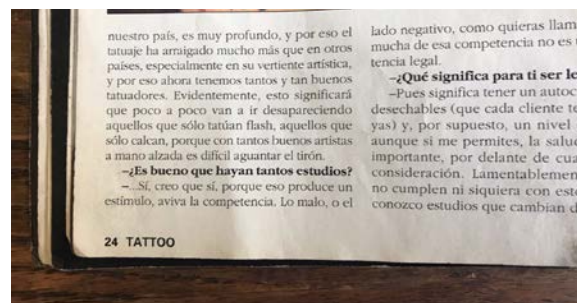 nuestro país, es muy profundo, y por eso el
tatuaje ha arraigado mucho más que en otros
países, especialmente en su vertiente artística,
y por eso ahora tenemos tantos y tan buenos
tatuadores. Evidentemente, esto significará
que poco a poco van a ir desapareciendo
aquellos que sólo tatúan flash, aquellos que
sólo calcan, porque con tantos buenos artistas
a mano alzada es difícil aguantar el tirón.
–¿Es bueno que hayan tantos estudios?
–...Sí, creo que sí, porque eso produce un
estímulo, aviva la competencia. Lo malo, o el
24 TATTOO
lado negativo, como quieras llam
mucha de esa competencia no es
tencia legal.
–¿Qué significa para ti ser le
–Pues significa tener un autoc
desechables (que cada cliente te
yas) y, por supuesto, un nivel
aunque si me permites, la salu
importante, por delante de cua
consideración. Lamentablemen
no cumplen ni siquiera con est
conozco estudios que cambian d